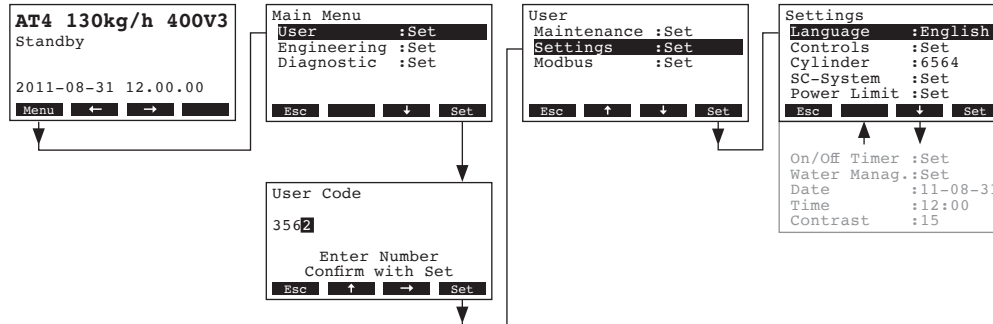 AT4 130kg/h 400V3
Standby
2011-08-31 12.00.00
Menu ← →
Main Menu
User :Set
Engineering :Set
Diagnostic :Set
Esc ↓ Set
User Code
3562
Enter Number
Confirm with Set
Esc ↑ → Set
User
Maintenance :Set
Settings :Set
Modbus :Set
Esc ↑ ↓ Set
Settings
Language :English
Controls :Set
Cylinder :6564
SC-System :Set
Power Limit :Set
Esc ↓ Set
On/Off Timer :Set
Water Manag.:Set
Date :11-08-31
Time :12:00
Contrast :15